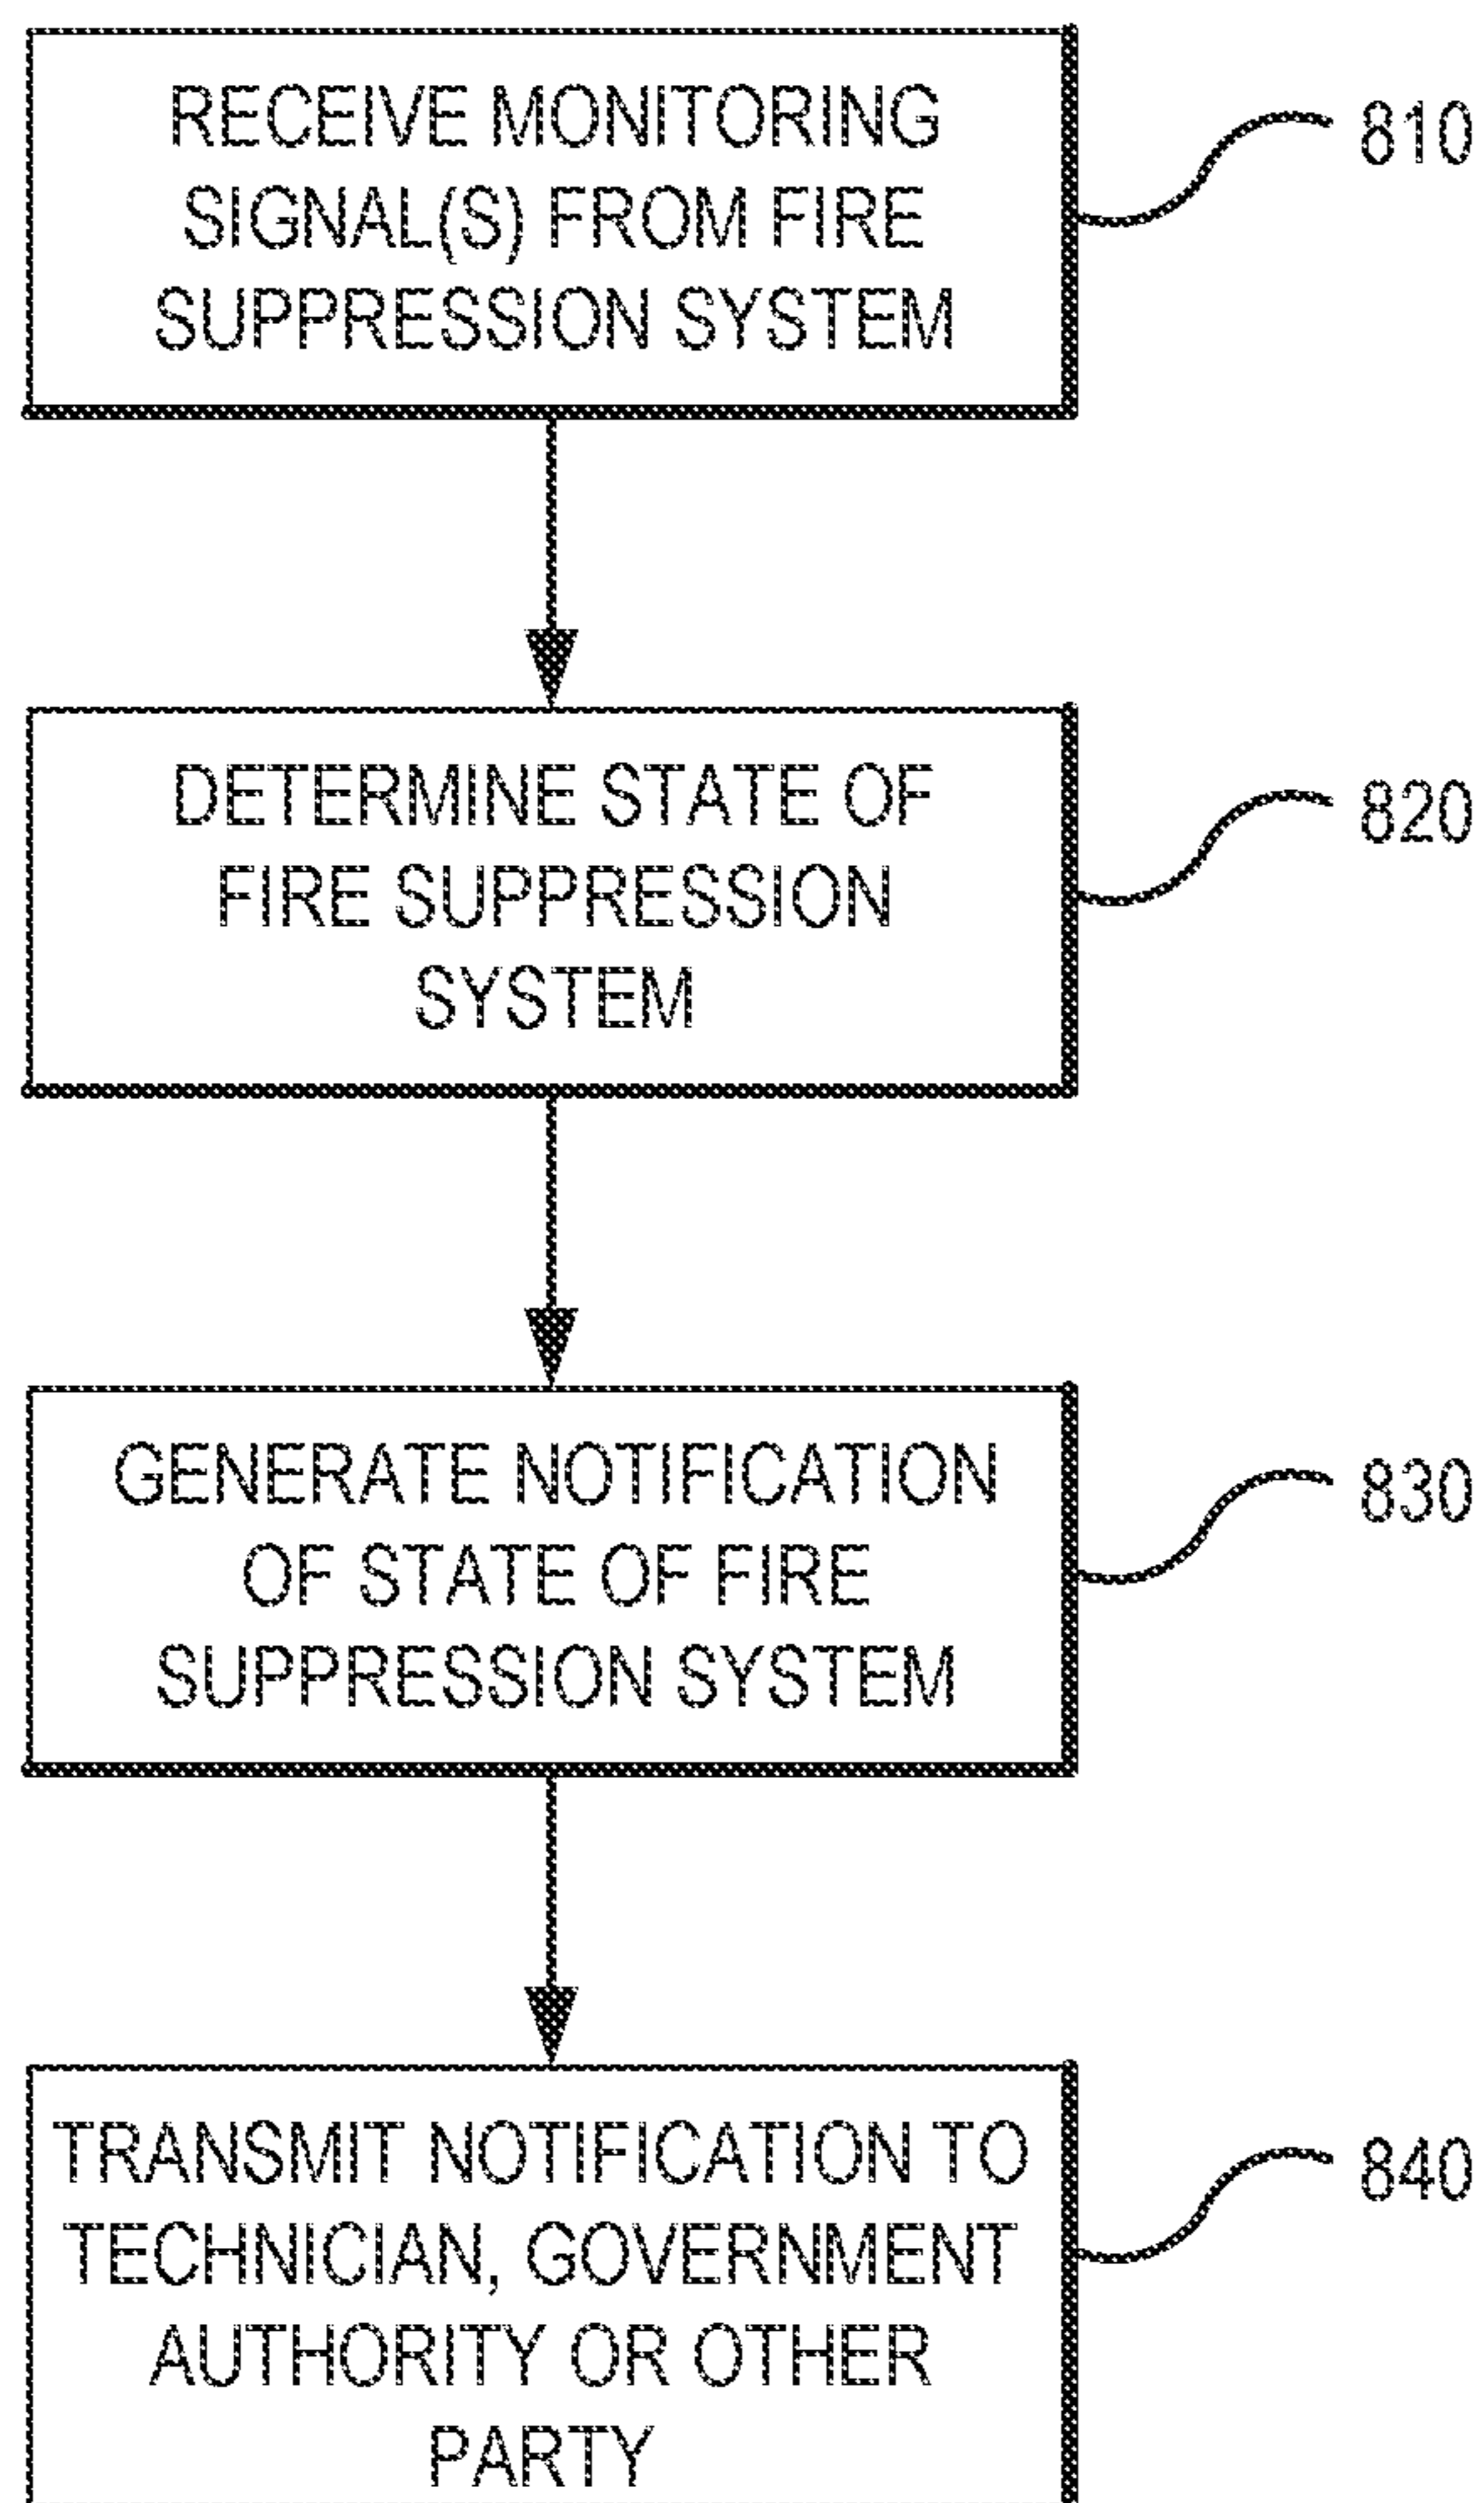 RECEIVE MONITORING
SIGNAL(S) FROM FIRE
SUPPRESSION SYSTEM
810
DETERMINE STATE OF
FIRE SUPPRESSION
SYSTEM
820
GENERATE NOTIFICATION
OF STATE OF FIRE
SUPPRESSION SYSTEM
830
TRANSMIT NOTIFICATION TO
TECHNICIAN, GOVERNMENT
AUTHORITY OR OTHER
PARTY
840